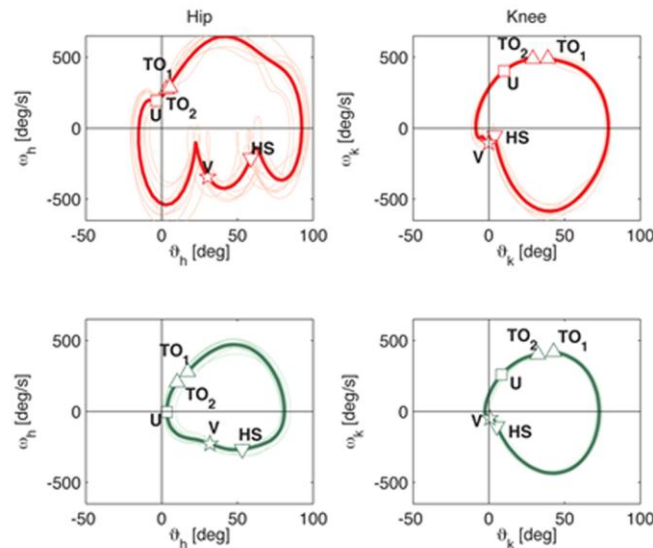 Hip
Knee
500
0
-500
-50
0
50
100
ω_h [deg/s]
ϑ_h [deg]
TO_1
TO_2
U
V
HS
500
0
-500
-50
0
50
100
ω_k [deg/s]
ϑ_k [deg]
TO_2
TO_1
U
V
HS
500
0
-500
-50
0
50
100
ω_h [deg/s]
ϑ_h [deg]
TO_1
TO_2
U
V
HS
500
0
-500
-50
0
50
100
ω_k [deg/s]
ϑ_k [deg]
TO_2
TO_1
U
V
HS